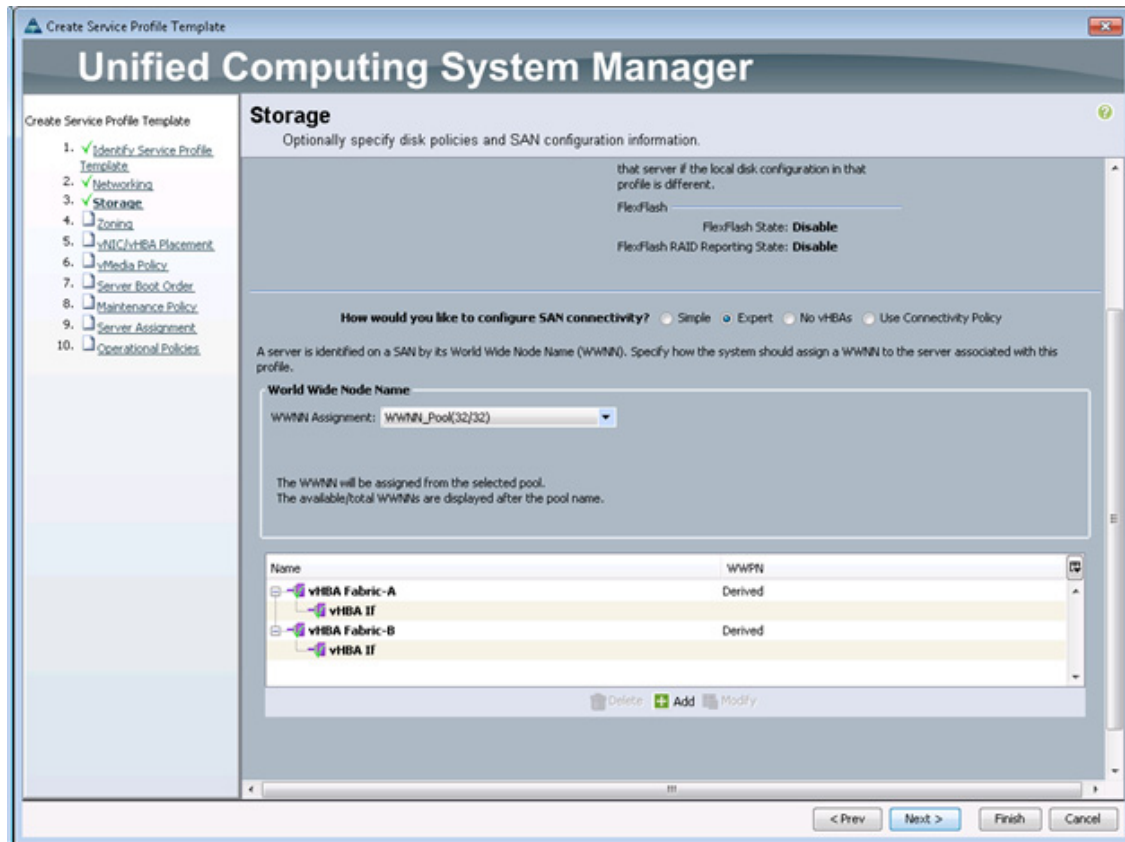 Create Service Profile Template
Unified Computing System Manager
Create Service Profile Template
1. Identify Service Profile
Template
2. Networking
3. Storage
4. Zoning
5. vNIC/vHBA Placement
6. vMedia Policy
7. Server Boot Order
8. Maintenance Policy
9. Server Assignment
10. Operational Policies
Storage
Optionally specify disk policies and SAN configuration information.
that server if the local disk configuration in that
profile is different.
FlexFlash
FlexFlash State: Disable
FlexFlash RAID Reporting State: Disable
How would you like to configure SAN connectivity? Simple Expert No vHBAs Use Connectivity Policy
A server is identified on a SAN by its World Wide Node Name (WWNN). Specify how the system should assign a WWNN to the server associated with this
profile.
World Wide Node Name
WWNN Assignment: WWNN_Pool(32/32)
The WWNN will be assigned from the selected pool.
The available/total WWNNs are displayed after the pool name.
Name WWPN
vHBA Fabric-A Derived
vHBA If
vHBA Fabric-B Derived
vHBA If
Delete Add Modify
< Prev Next > Finish Cancel